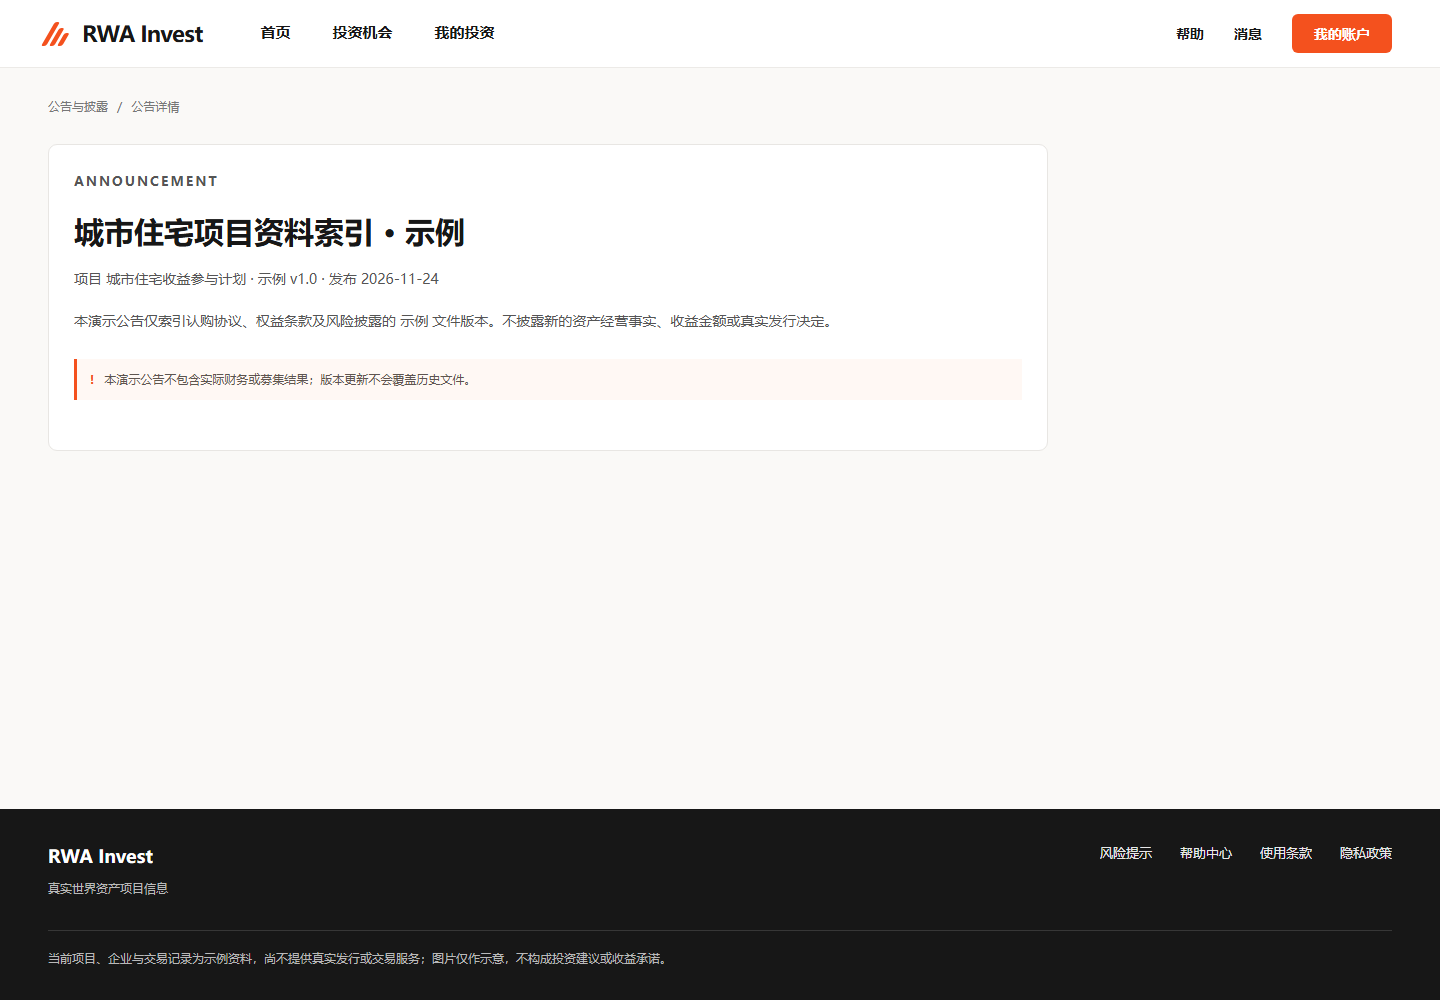 RWA Invest 首页 投资机会 我的投资 帮助 消息 我的账户
公告与披露 / 公告详情
ANNOUNCEMENT
城市住宅项目资料索引 · 示例
项目 城市住宅收益参与计划 · 示例 v1.0 · 发布 2026-11-24
本演示公告仅索引认购协议、权益条款及风险披露的 示例 文件版本。不披露新的资产经营事实、收益金额或真实发行决定。
! 本演示公告不包含实际财务或募集结果；版本更新不会覆盖历史文件。
RWA Invest 风险提示 帮助中心 使用条款 隐私政策
真实世界资产项目信息
当前项目、企业与交易记录为示例资料，尚不提供真实发行或交易服务；图片仅作示意，不构成投资建议或收益承诺。